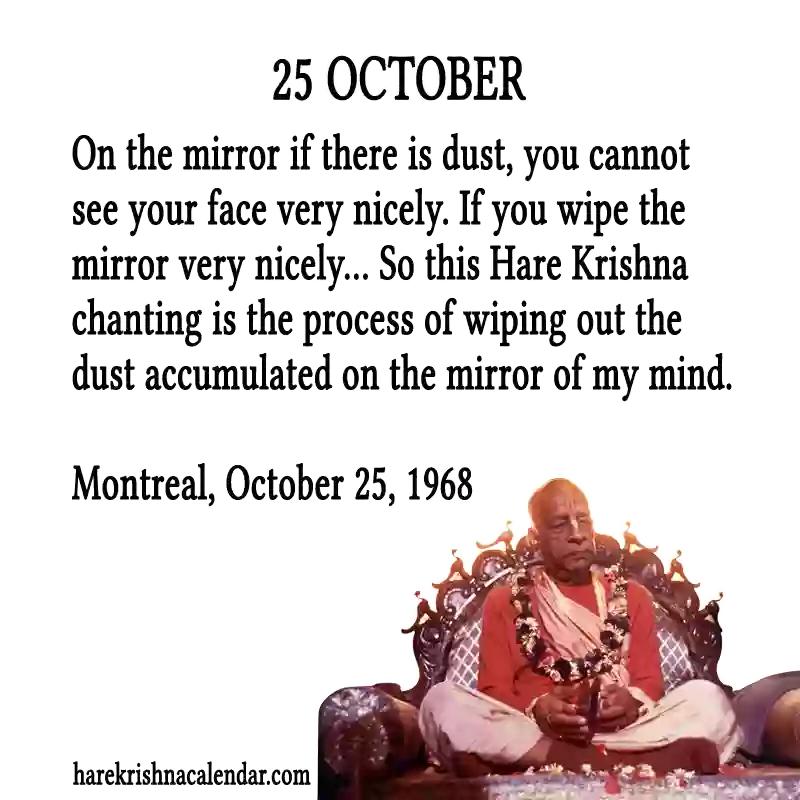 25 OCTOBER
On the mirror if there is dust, you cannot
see your face very nicely. If you wipe the
mirror very nicely... So this Hare Krishna
chanting is the process of wiping out the
dust accumulated on the mirror of my mind.
Montreal, October 25, 1968
harekrishnacalendar.com